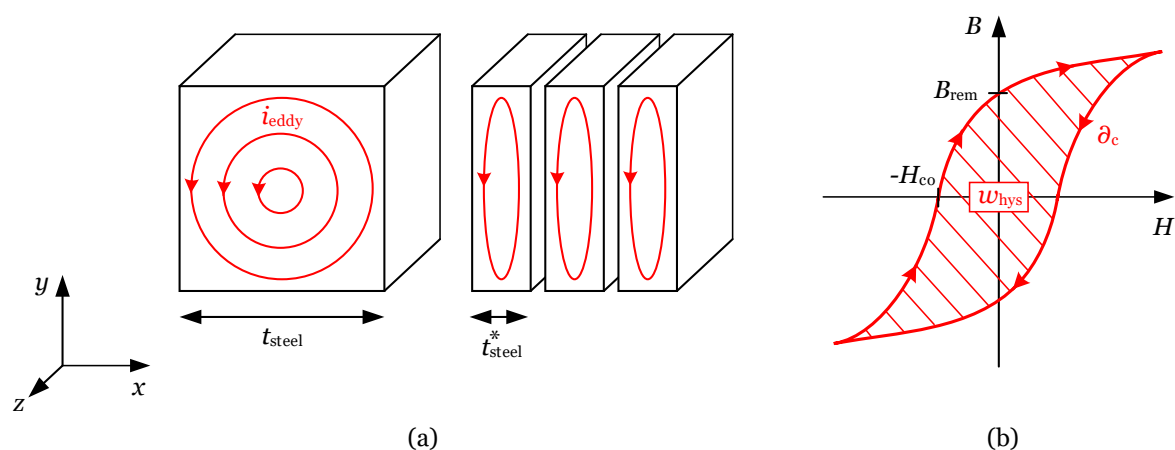 i_eddy
t_steel
t*_steel
y
x
z
(a)
B
B_rem
∂_c
-H_co
w_hys
H
(b)